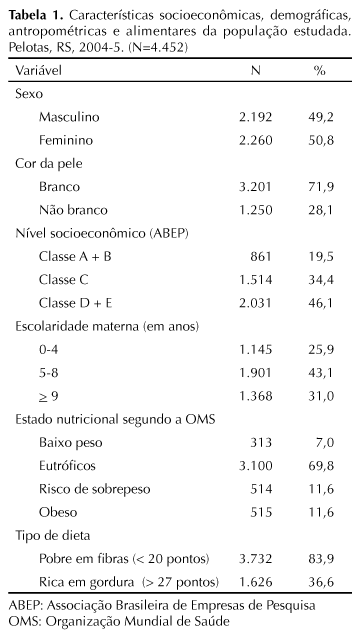 Tabela 1. Características socioeconômicas, demográficas,
antropométricas e alimentares da população estudada.
Pelotas, RS, 2004-5. (N=4.452)
Variável N %
Sexo
Masculino 2.192 49,2
Feminino 2.260 50,8
Cor da pele
Branco 3.201 71,9
Não branco 1.250 28,1
Nível socioeconômico (ABEP)
Classe A + B 861 19,5
Classe C 1.514 34,4
Classe D + E 2.031 46,1
Escolaridade materna (em anos)
0-4 1.145 25,9
5-8 1.901 43,1
≥ 9 1.368 31,0
Estado nutricional segundo a OMS
Baixo peso 313 7,0
Eutróficos 3.100 69,8
Risco de sobrepeso 514 11,6
Obeso 515 11,6
Tipo de dieta
Pobre em fibras (< 20 pontos) 3.732 83,9
Rica em gordura (> 27 pontos) 1.626 36,6
ABEP: Associação Brasileira de Empresas de Pesquisa
OMS: Organização Mundial de Saúde